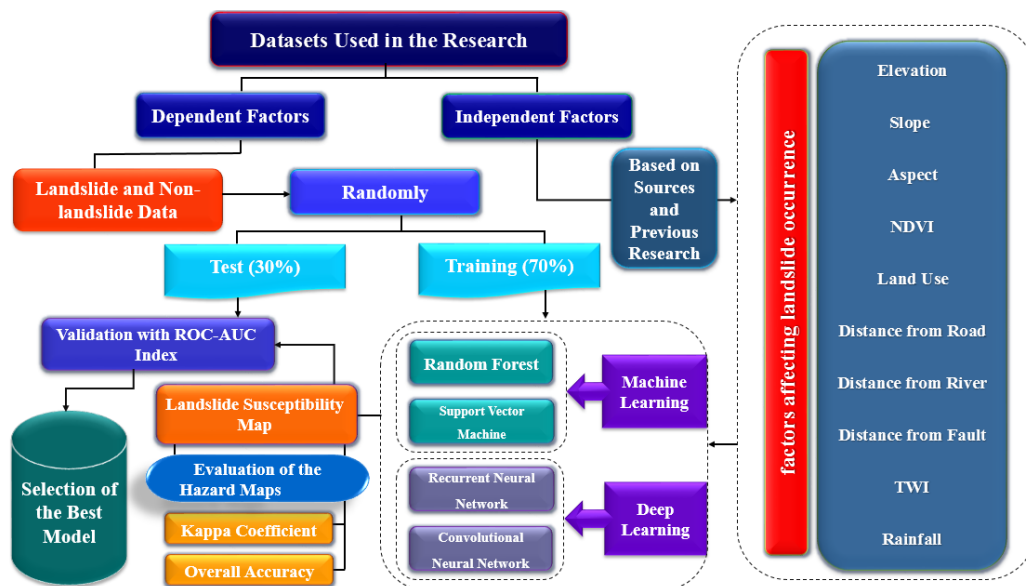 Datasets Used in the Research
Dependent Factors
Independent Factors
Landslide and Non-
landslide Data
Randomly
Based on
Sources
and
Previous
Research
Test (30%)
Training (70%)
Validation with ROC-AUC
Index
Landslide Susceptibility
Map
Evaluation of the
Hazard Maps
Kappa Coefficient
Overall Accuracy
Selection of
the Best
Model
Random Forest
Support Vector
Machine
Machine
Learning
Recurrent Neural
Network
Convolutional
Neural Network
Deep
Learning
factors affecting landslide occurrence
Elevation
Slope
Aspect
NDVI
Land Use
Distance from Road
Distance from River
Distance from Fault
TWI
Rainfall